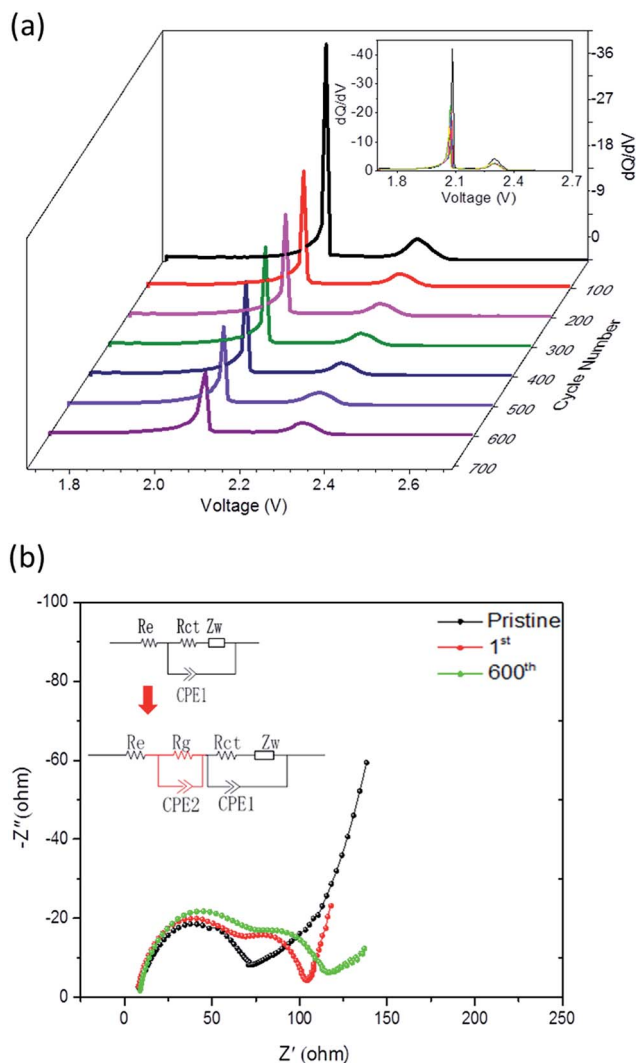 (a)
-36
-27
-18
-9
0
dQ/dV
-40
-30
-20
-10
0
dQ/dV
1.8 2.1 2.4 2.7
Voltage (V)
100
200
300
400
500
600
700
Cycle Number
1.8 2.0 2.2 2.4 2.6
Voltage (V)
(b)
-100
-80
-60
-40
-20
0
-Z″(ohm)
Re Rct Zw
CPE1
Re Rg Rct Zw
CPE2 CPE1
Pristine
1st
600th
0 50 100 150 200 250
Z′ (ohm)